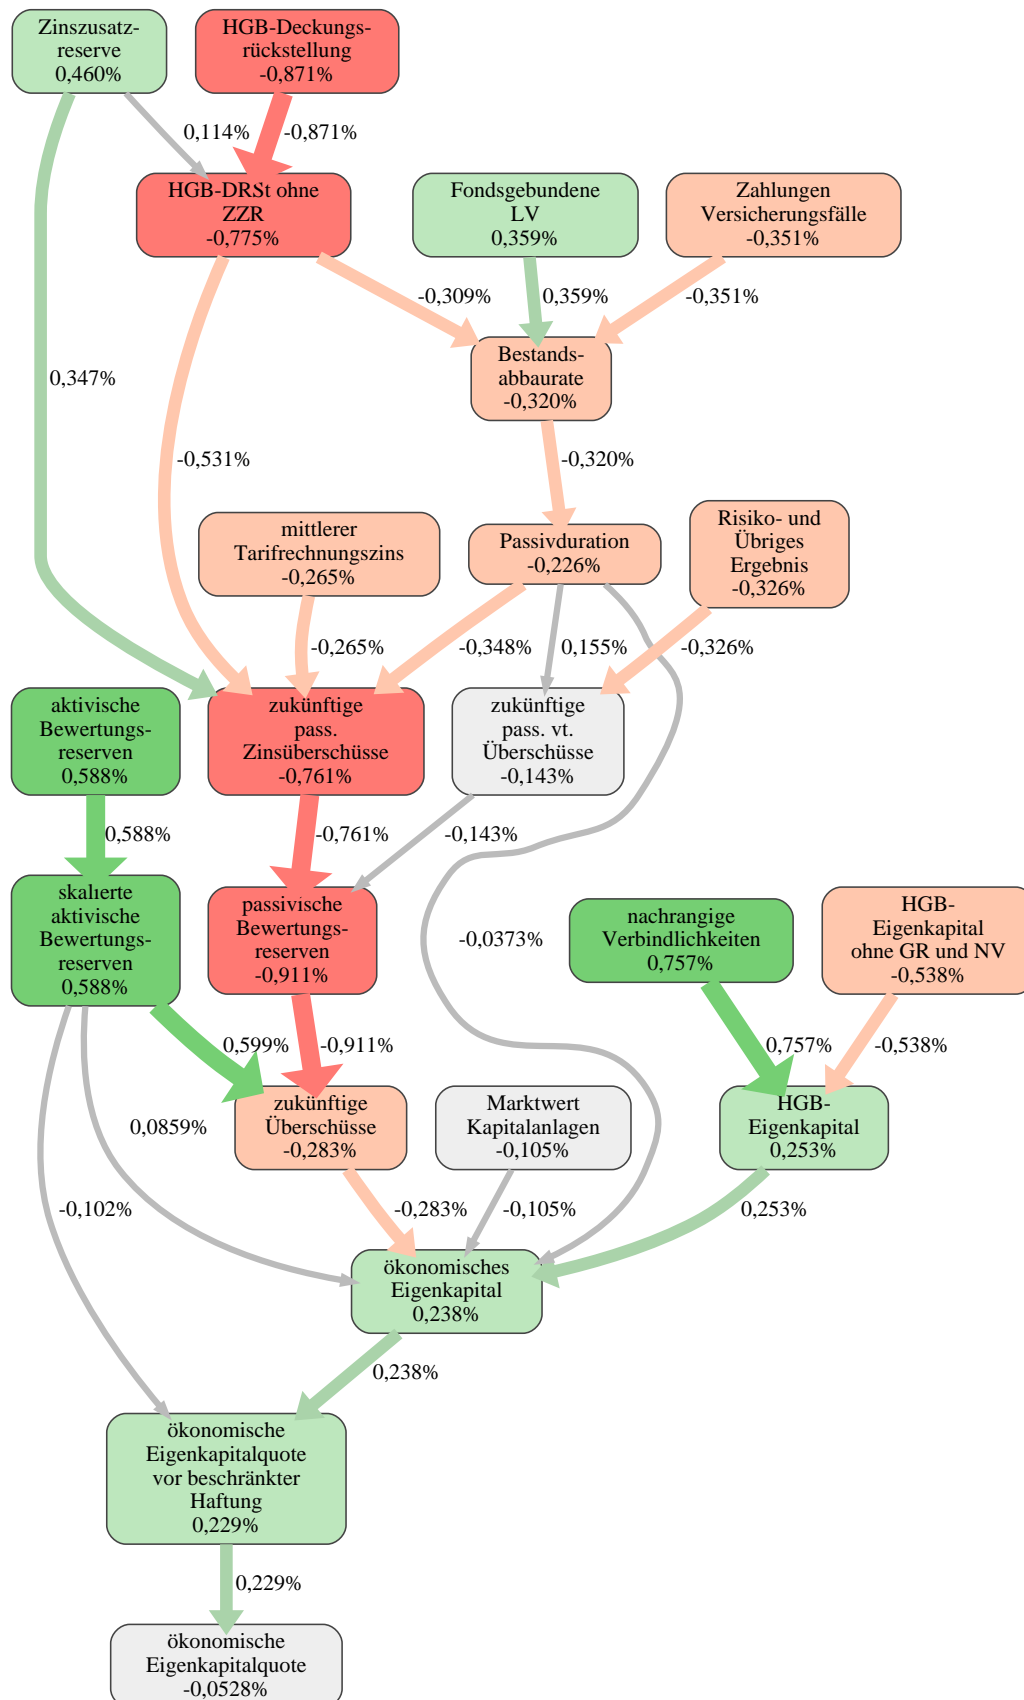 Zinszusatz-
reserve
0,460%
HGB-Deckungs-
rückstellung
-0,871%
0,114%
-0,871%
HGB-DRSt ohne
ZZR
-0,775%
Fondsgebundene
LV
0,359%
Zahlungen
Versicherungsfälle
-0,351%
-0,309%
0,359%
-0,351%
0,347%
Bestands-
abbaurate
-0,320%
-0,531%
-0,320%
mittlerer
Tarifrechnungszins
-0,265%
Passivduration
-0,226%
Risiko- und
Übriges
Ergebnis
-0,326%
-0,265%
-0,348%
0,155%
-0,326%
aktivische
Bewertungs-
reserven
0,588%
zukünftige
pass.
Zinsüberschüsse
-0,761%
zukünftige
pass. vt.
Überschüsse
-0,143%
0,588%
-0,761%
-0,143%
skalierte
aktivische
Bewertungs-
reserven
0,588%
passivische
Bewertungs-
reserven
-0,911%
-0,0373%
nachrangige
Verbindlichkeiten
0,757%
HGB-
Eigenkapital
ohne GR und NV
-0,538%
0,599%
-0,911%
0,757%
-0,538%
0,0859%
zukünftige
Überschüsse
-0,283%
Marktwert
Kapitalanlagen
-0,105%
HGB-
Eigenkapital
0,253%
-0,102%
-0,283%
-0,105%
0,253%
ökonomisches
Eigenkapital
0,238%
0,238%
ökonomische
Eigenkapitalquote
vor beschränkter
Haftung
0,229%
0,229%
ökonomische
Eigenkapitalquote
-0,0528%